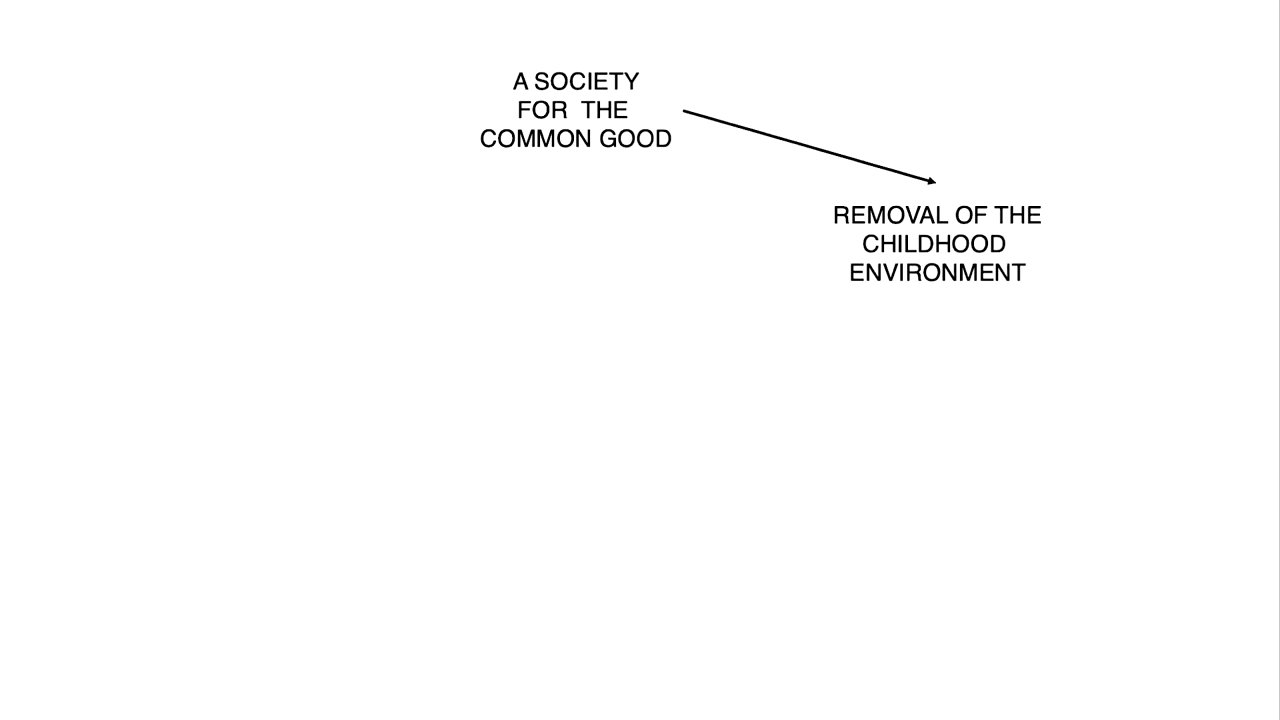 A SOCIETY
FOR THE
COMMON GOOD
REMOVAL OF THE
CHILDHOOD
ENVIRONMENT